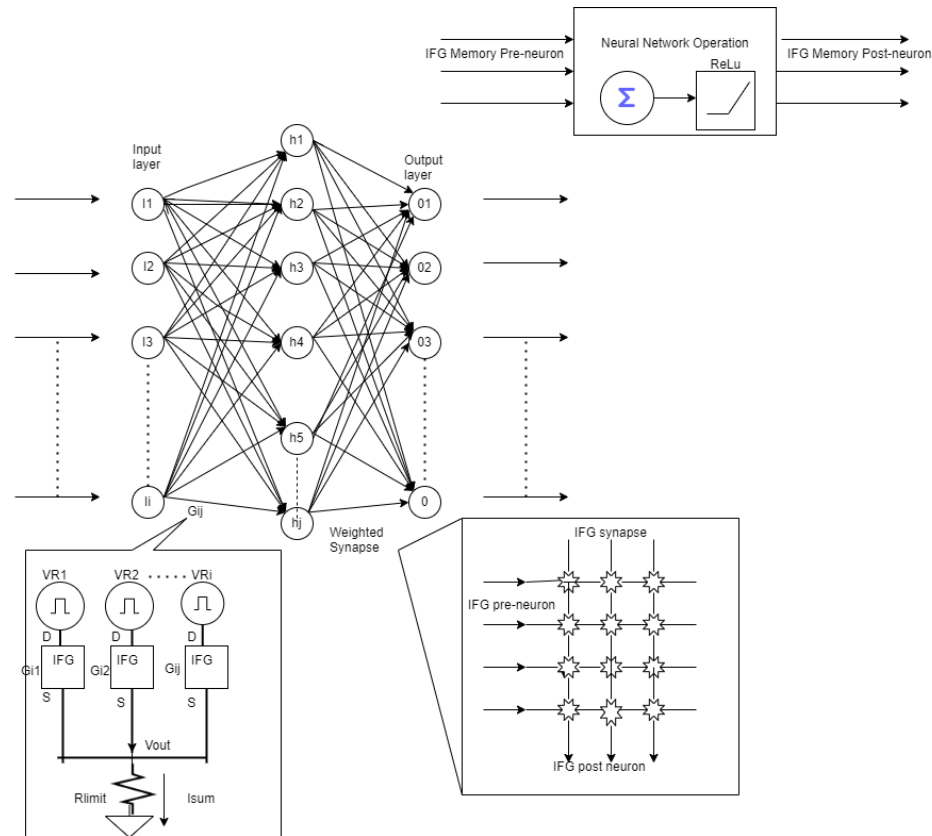 IFG Memory Pre-neuron
Neural Network Operation
ReLu
Σ
IFG Memory Post-neuron
Input
layer
Output
layer
h1
I1
h2
01
I2
h3
02
I3
h4
03
h5
Ii
hj
0
Gij
Weighted
Synapse
VR1
VR2
VRi
D
D
D
IFG
IFG
IFG
Gi1
Gi2
Gij
S
S
S
Vout
Rlimit
Isum
IFG synapse
IFG pre-neuron
IFG post neuron